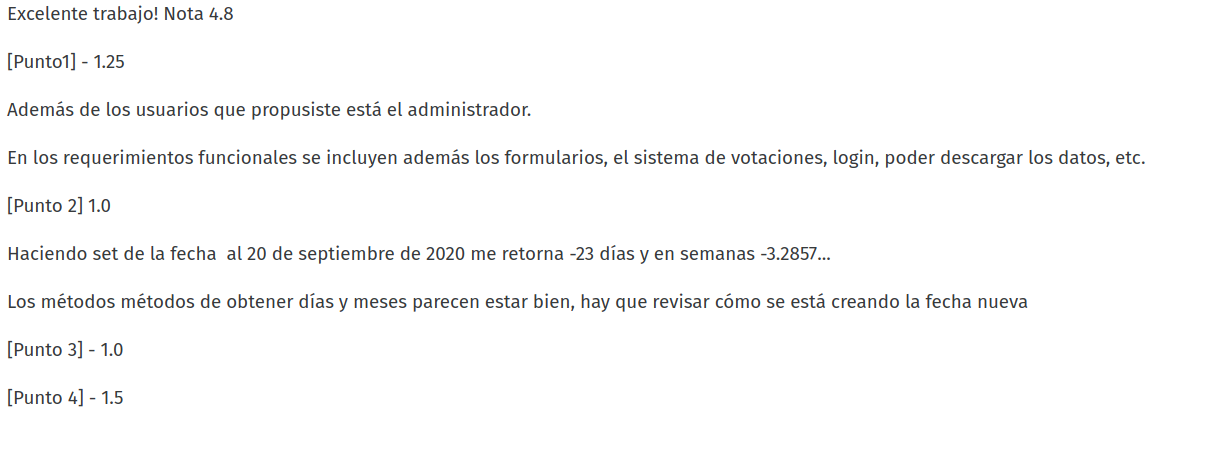 Excelente trabajo! Nota 4.8
[Punto1] - 1.25
Además de los usuarios que propusiste está el administrador.
En los requerimientos funcionales se incluyen además los formularios, el sistema de votaciones, login, poder descargar los datos, etc.
[Punto 2] 1.0
Haciendo set de la fecha  al 20 de septiembre de 2020 me retorna -23 días y en semanas -3.2857...
Los métodos métodos de obtener días y meses parecen estar bien, hay que revisar cómo se está creando la fecha nueva
[Punto 3] - 1.0
[Punto 4] - 1.5